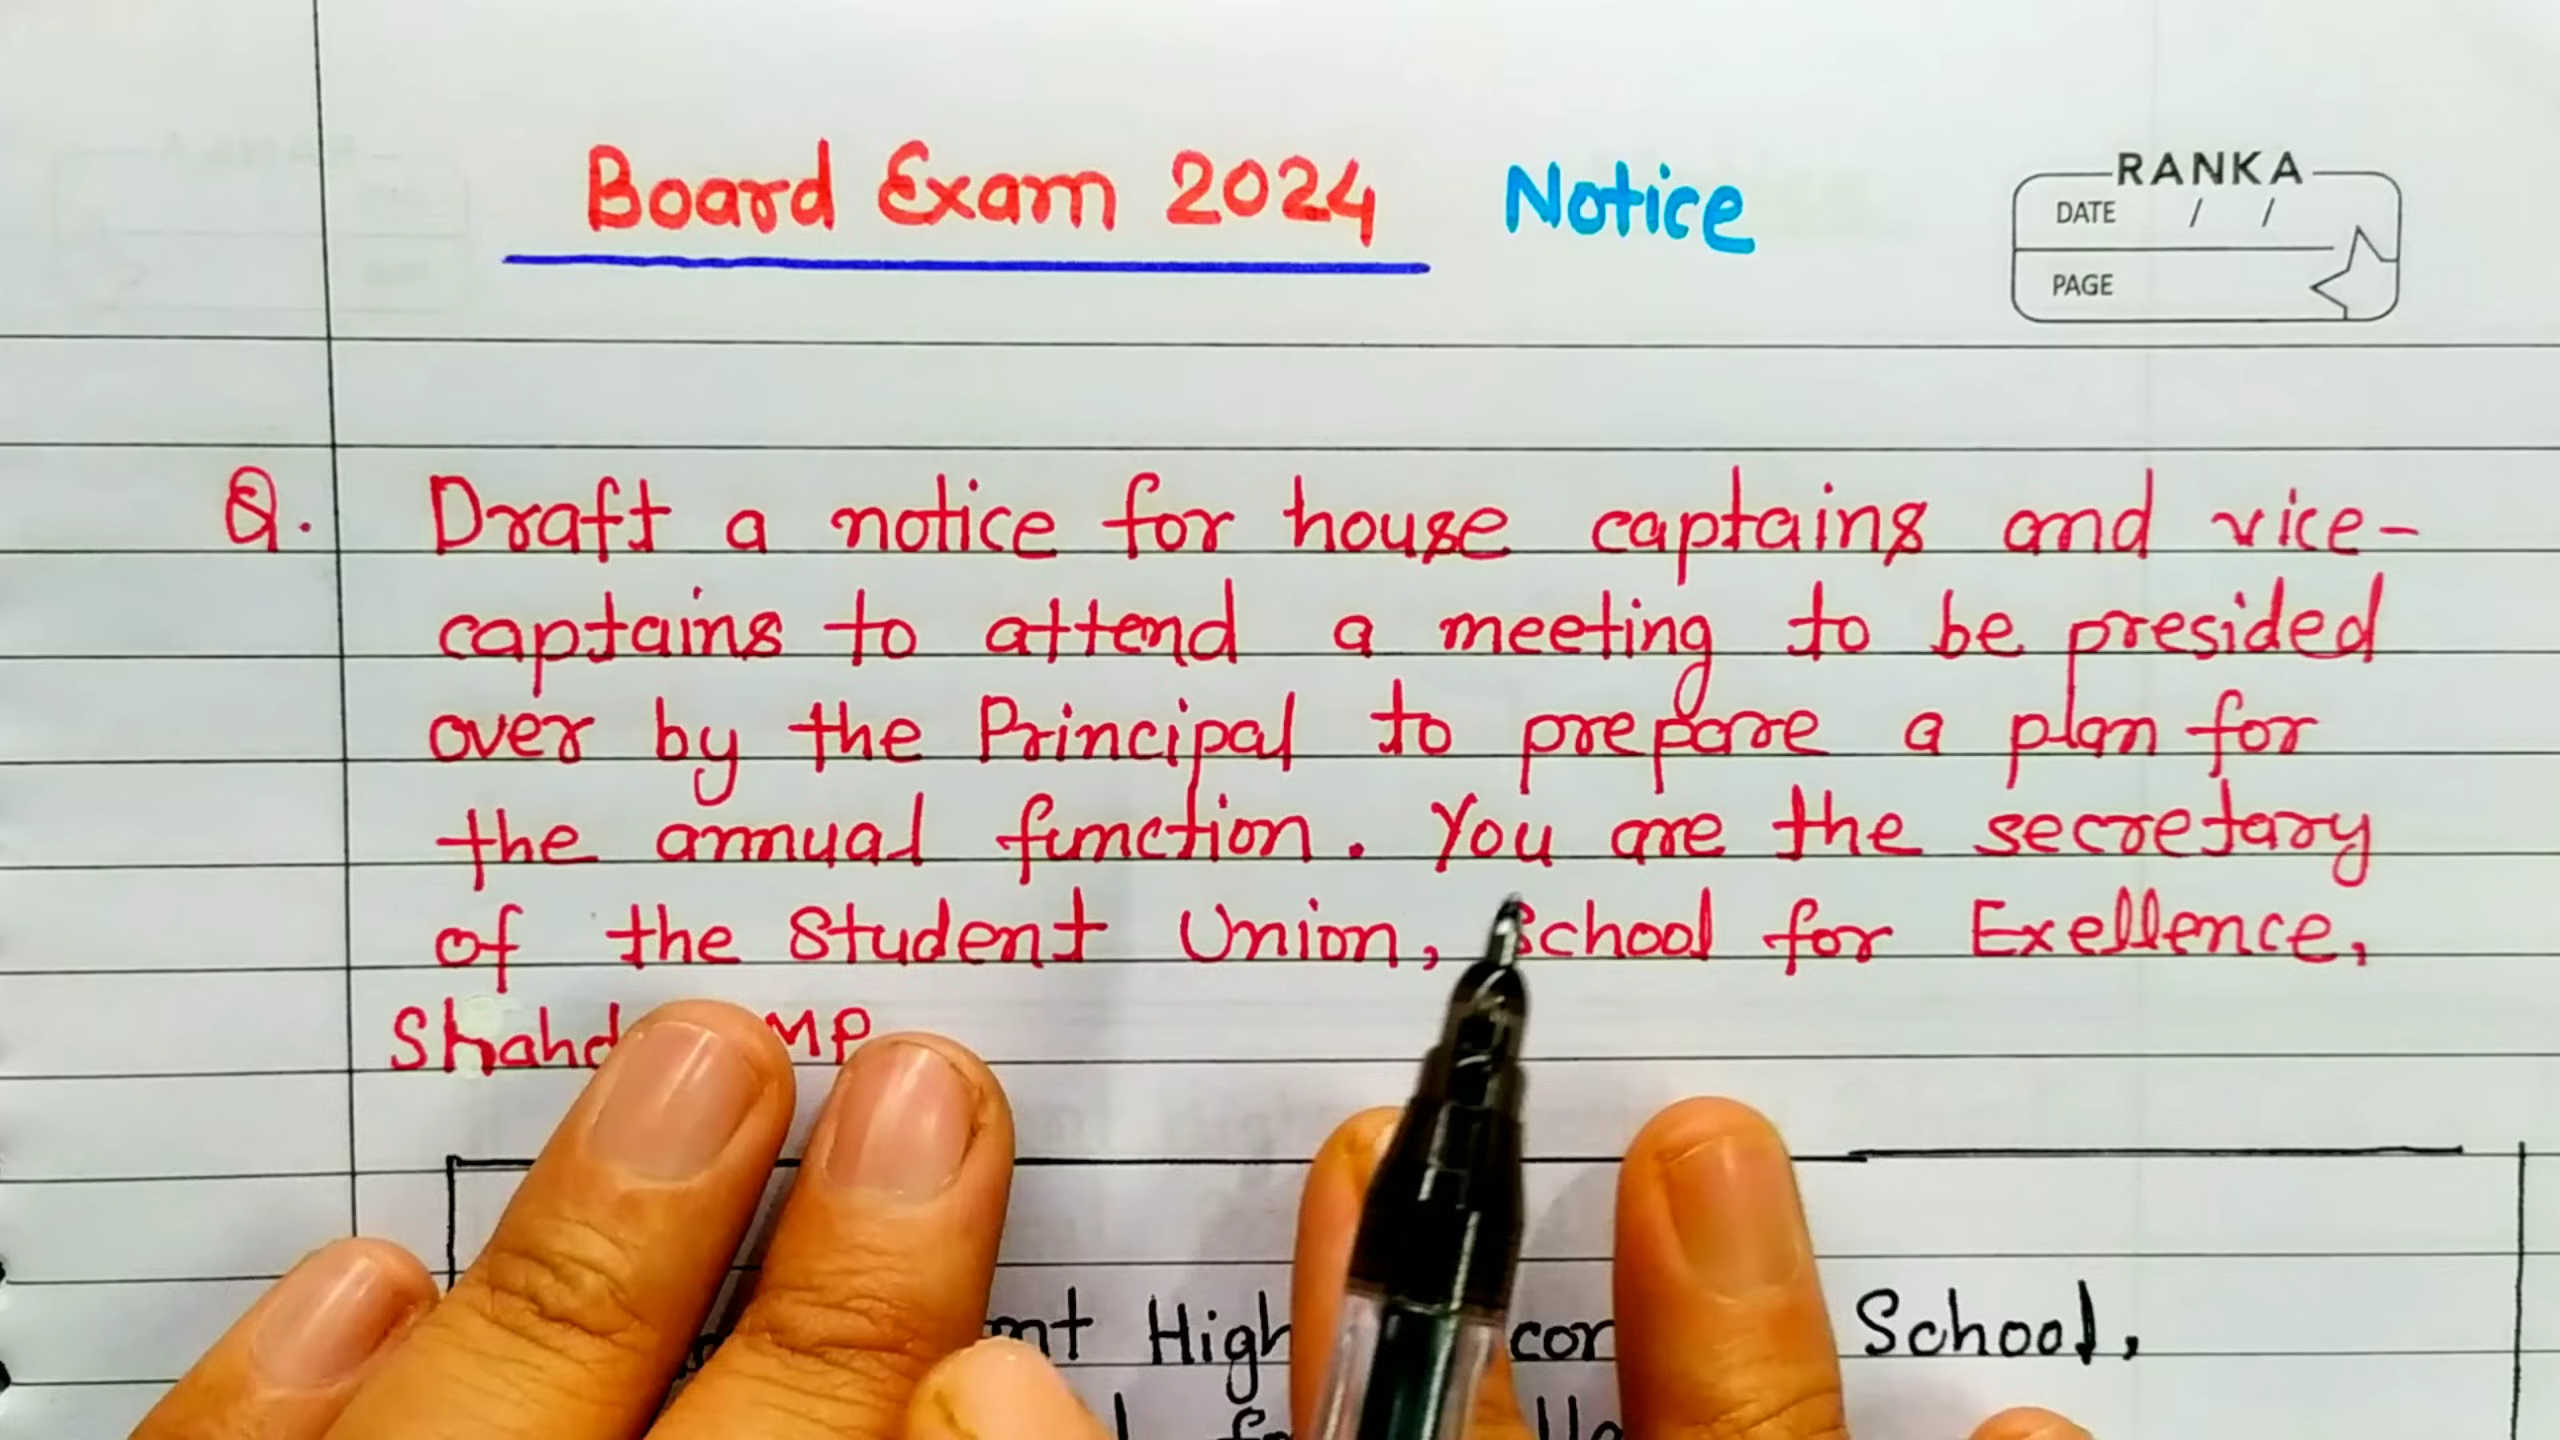 Board Exam 2024 Notice
RANKA
DATE / /
PAGE
Q. Draft a notice for house captains and vice-
captains to attend a meeting to be presided
over by the Principal to prepare a plan for
the annual function. You are the secretary
of the Student Union, School for Exellence,
MP
High School,